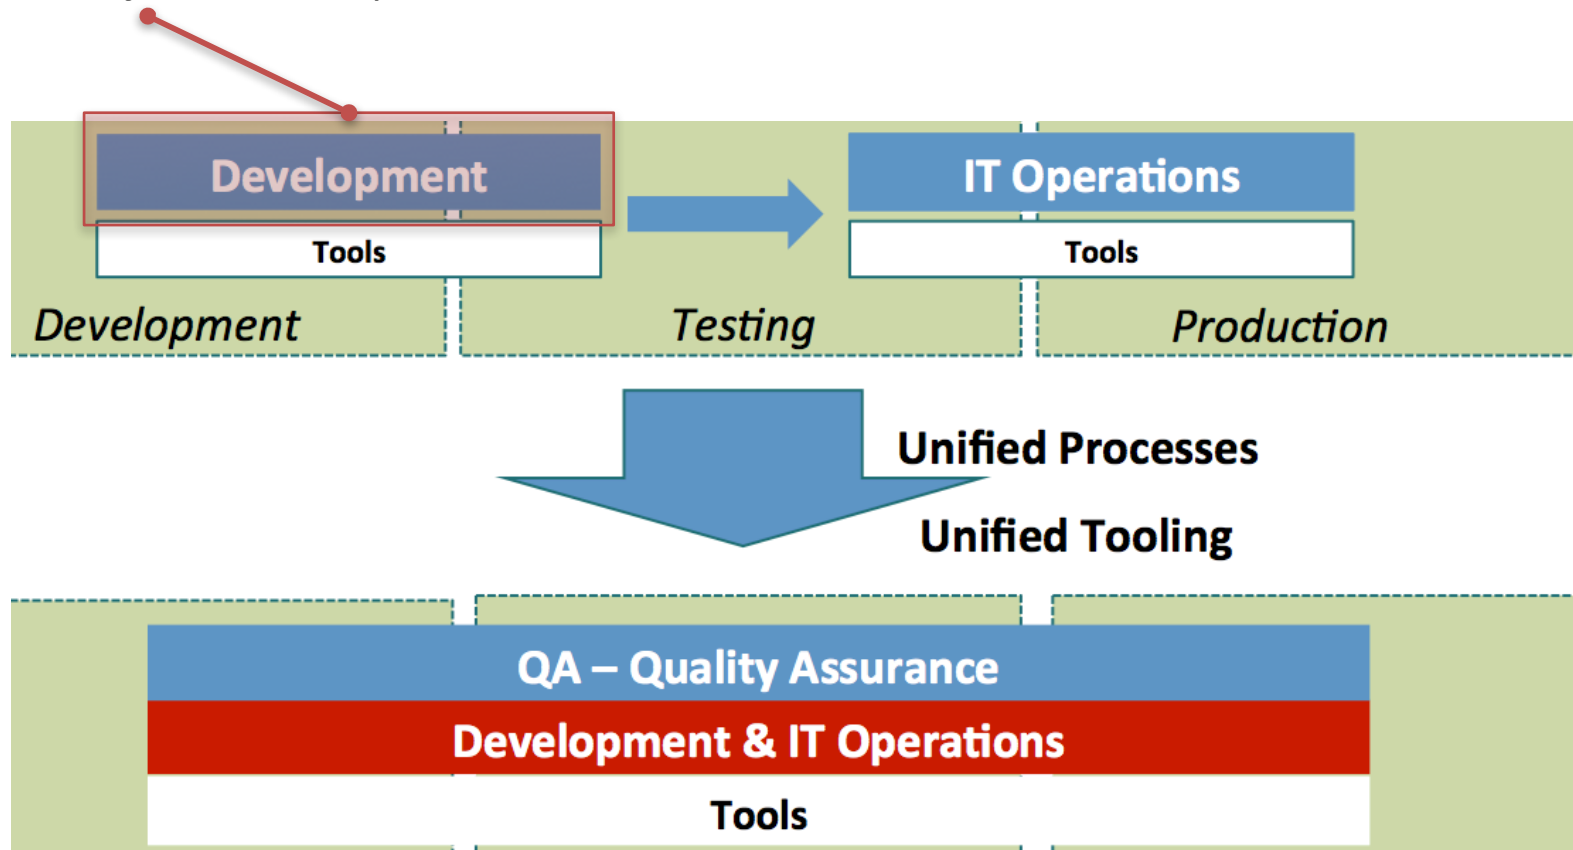 Development
IT Operations
Tools
Tools
Development
Testing
Production
Unified Processes
Unified Tooling
QA – Quality Assurance
Development & IT Operations
Tools